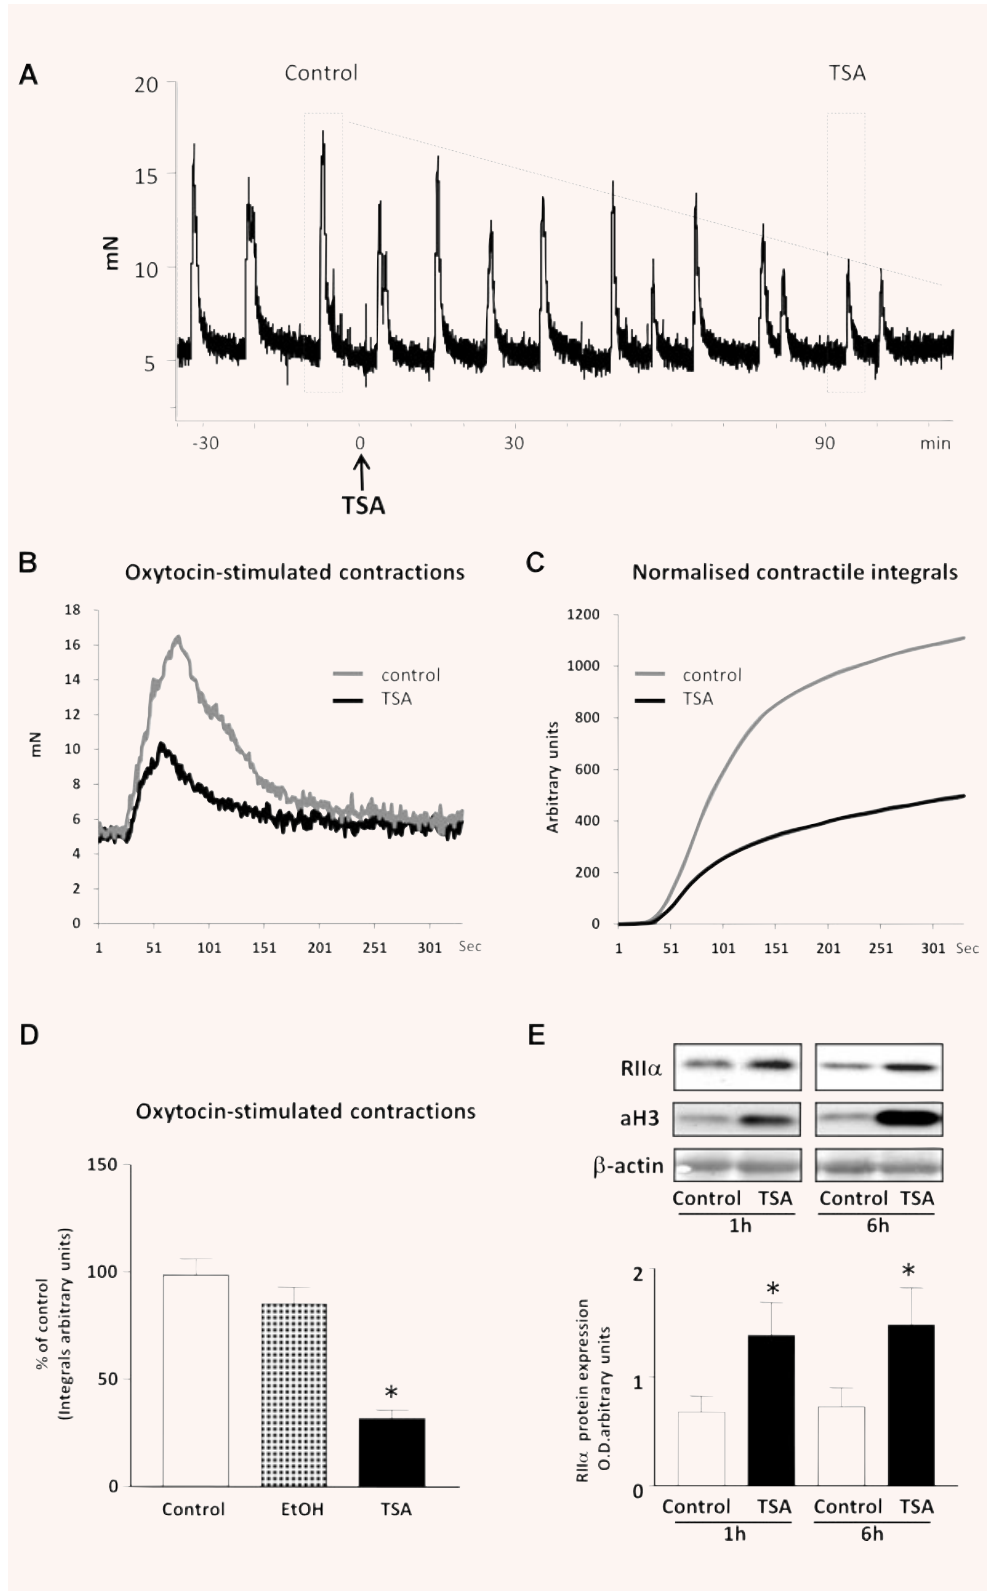 A
Control
TSA
20
15
10
5
mN
-30
0
30
90
min
TSA
B
Oxytocin-stimulated contractions
18
16
14
12
10
8
6
4
2
0
mN
control
TSA
1
51
101
151
201
251
301
Sec
C
Normalised contractile integrals
1200
1000
800
600
400
200
0
Arbitrary units
control
TSA
1
51
101
151
201
251
301
Sec
D
Oxytocin-stimulated contractions
150
100
50
0
% of control
(Integrals arbitrary units)
*
Control
EtOH
TSA
E
RIIα
aH3
β-actin
Control TSA Control TSA
1h 6h
2
1
0
RIIα protein expression
O.D.arbitrary units
*
*
Control TSA Control TSA
1h 6h